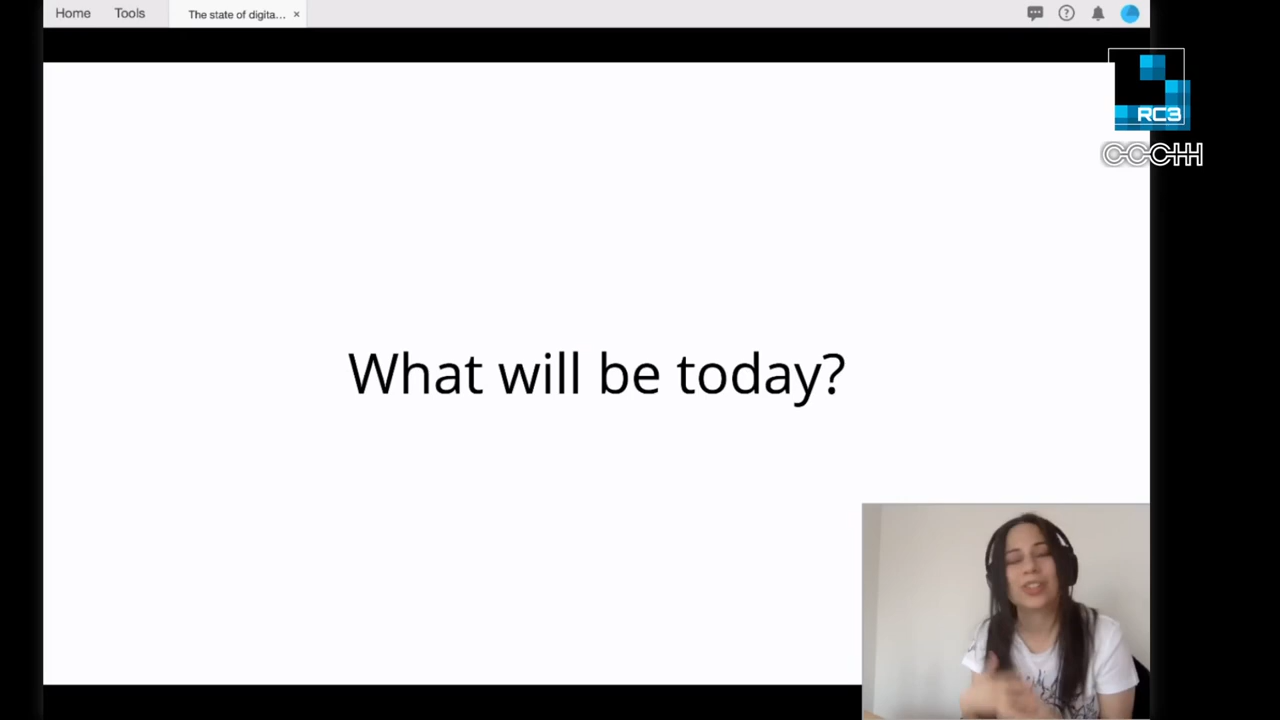 Home Tools The state of digita... ×
RC3
CCCHH
What will be today?